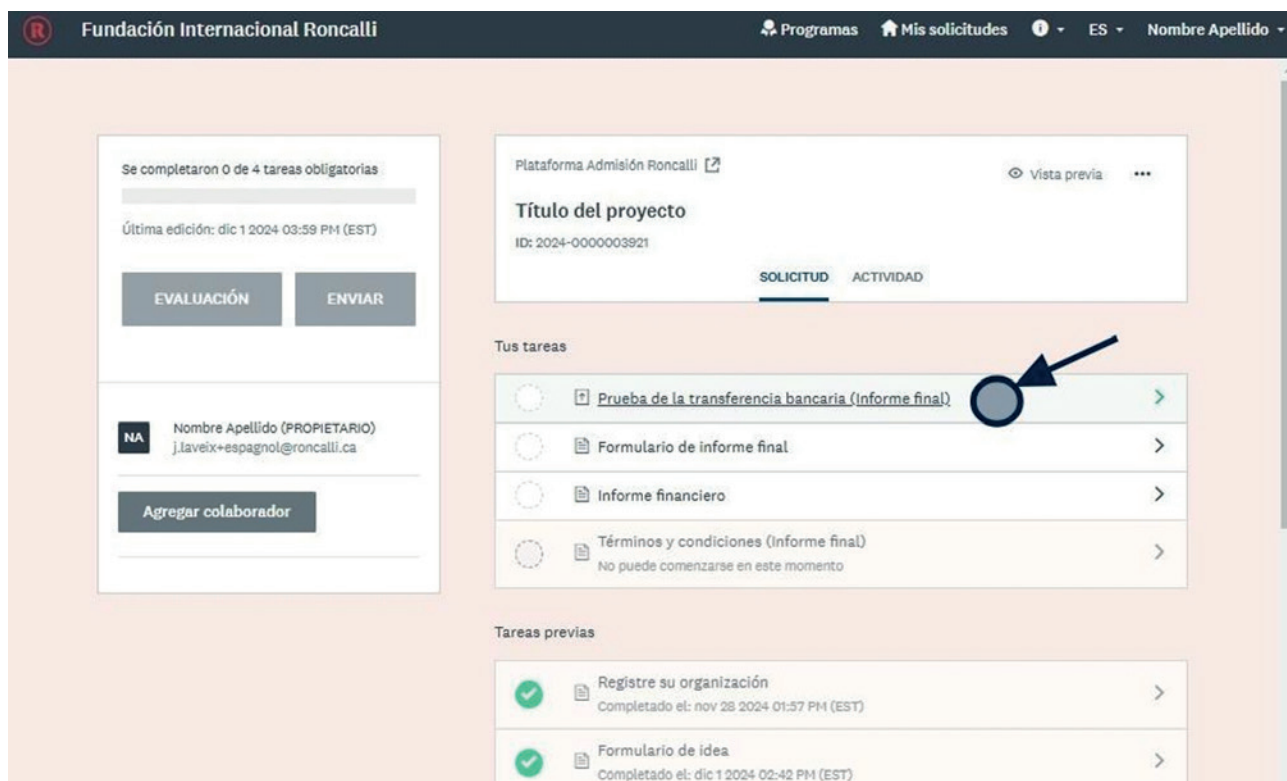 R Fundación Internacional Roncalli Programas Mis solicitudes ES Nombre Apellido
Se completaron 0 de 4 tareas obligatorias
Última edición: dic 1 2024 03:59 PM (EST)
EVALUACIÓN ENVIAR
NA Nombre Apellido (PROPIETARIO)
j.laveix+espagnol@roncalli.ca
Agregar colaborador
Plataforma Admisión Roncalli
Vista previa
Título del proyecto
ID: 2024-0000003921
SOLICITUD ACTIVIDAD
Tus tareas
Prueba de la transferencia bancaria (Informe final)
Formulario de informe final
Informe financiero
Términos y condiciones (Informe final)
No puede comenzarse en este momento
Tareas previas
Registre su organización
Completado el: nov 28 2024 01:57 PM (EST)
Formulario de idea
Completado el: dic 1 2024 02:42 PM (EST)